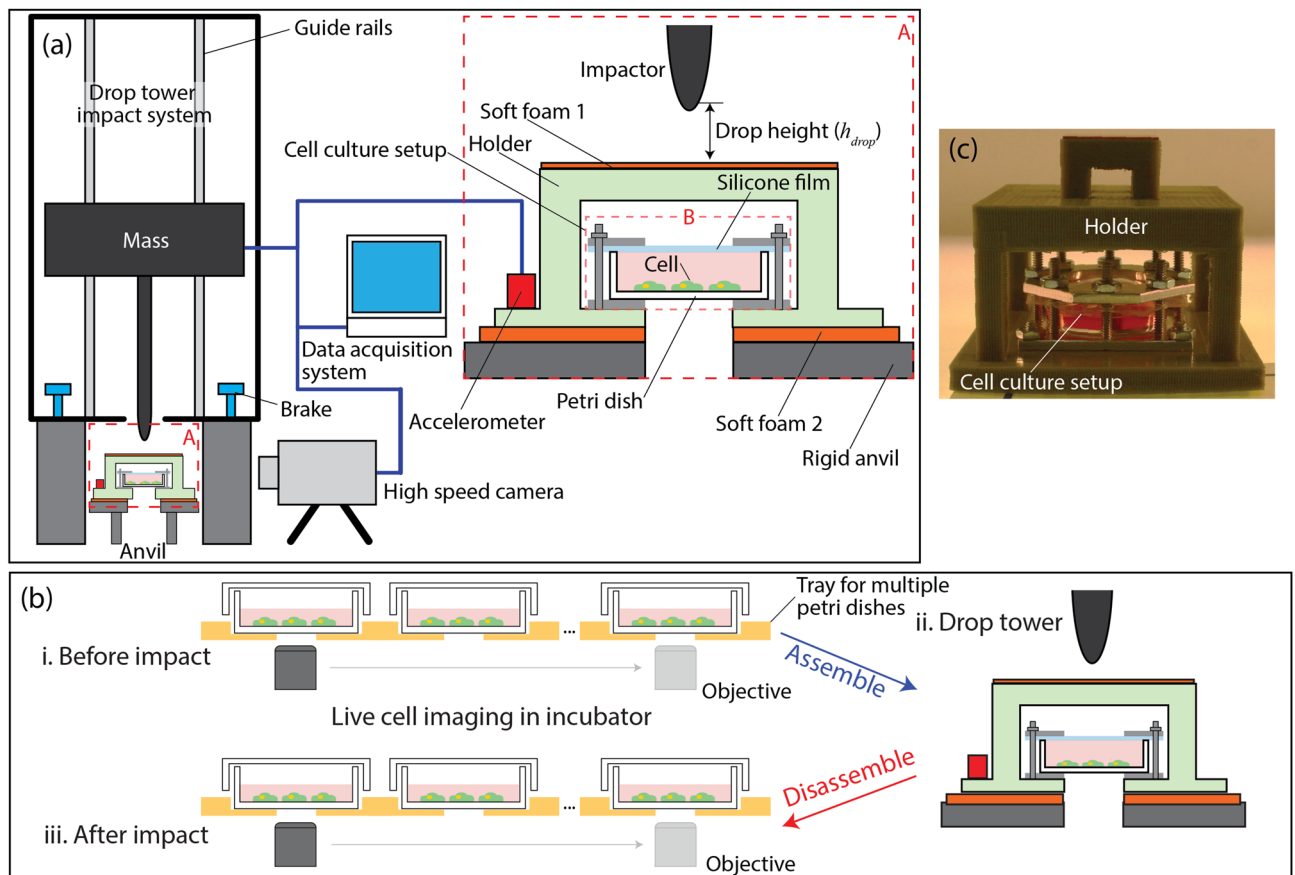 (a)
Guide rails
Drop tower
impact system
Mass
Data acquisition
system
Brake
A
High speed camera
Anvil
A
Impactor
Soft foam 1
Drop height (h_drop)
Holder
Cell culture setup
Silicone film
B
Cell
Accelerometer
Petri dish
Soft foam 2
Rigid anvil
(c)
Holder
Cell culture setup
(b)
Tray for multiple
petri dishes
...
i. Before impact
Objective
Assemble
ii. Drop tower
Live cell imaging in incubator
Disassemble
...
iii. After impact
Objective